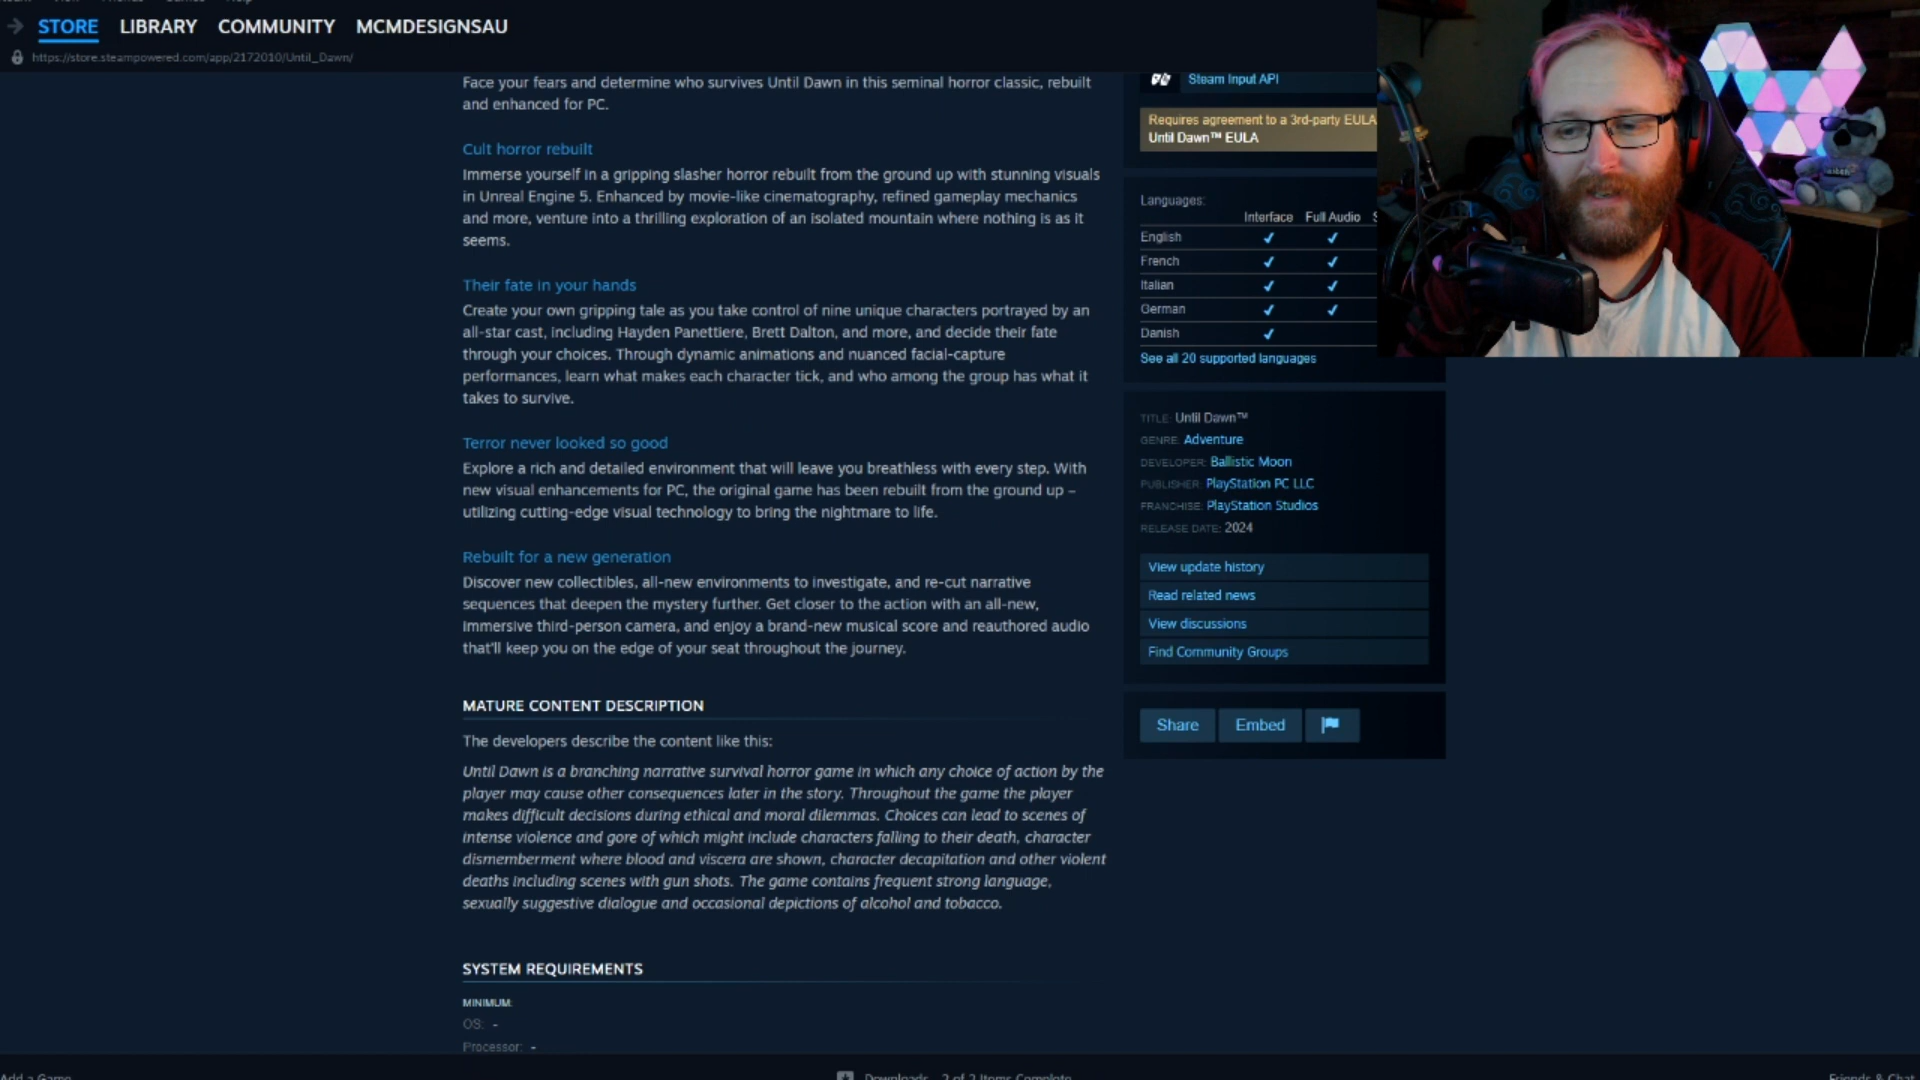 STORE LIBRARY COMMUNITY MCMDESIGNSAU
https://store.steampowered.com/app/2172010/Until_Dawn/
Face your fears and determine who survives Until Dawn in this seminal horror classic, rebuilt
and enhanced for PC.
Cult horror rebuilt
Immerse yourself in a gripping slasher horror rebuilt from the ground up with stunning visuals
in Unreal Engine 5. Enhanced by movie-like cinematography, refined gameplay mechanics
and more, venture into a thrilling exploration of an isolated mountain where nothing is as it
seems.
Their fate in your hands
Create your own gripping tale as you take control of nine unique characters portrayed by an
all-star cast, including Hayden Panettiere, Brett Dalton, and more, and decide their fate
through your choices. Through dynamic animations and nuanced facial-capture
performances, learn what makes each character tick, and who among the group has what it
takes to survive.
Terror never looked so good
Explore a rich and detailed environment that will leave you breathless with every step. With
new visual enhancements for PC, the original game has been rebuilt from the ground up –
utilizing cutting-edge visual technology to bring the nightmare to life.
Rebuilt for a new generation
Discover new collectibles, all-new environments to investigate, and re-cut narrative
sequences that deepen the mystery further. Get closer to the action with an all-new,
immersive third-person camera, and enjoy a brand-new musical score and reauthored audio
that'll keep you on the edge of your seat throughout the journey.
MATURE CONTENT DESCRIPTION
The developers describe the content like this:
Until Dawn is a branching narrative survival horror game in which any choice of action by the
player may cause other consequences later in the story. Throughout the game the player
makes difficult decisions during ethical and moral dilemmas. Choices can lead to scenes of
intense violence and gore of which might include characters falling to their death, character
dismemberment where blood and viscera are shown, character decapitation and other violent
deaths including scenes with gun shots. The game contains frequent strong language,
sexually suggestive dialogue and occasional depictions of alcohol and tobacco.
SYSTEM REQUIREMENTS
MINIMUM:
OS: -
Processor: -
Steam Input API
Requires agreement to a 3rd-party EULA
Until Dawn™ EULA
Languages:
Interface Full Audio S
English
French
Italian
German
Danish
See all 20 supported languages
TITLE: Until Dawn™
GENRE: Adventure
DEVELOPER: Ballistic Moon
PUBLISHER: PlayStation PC LLC
FRANCHISE: PlayStation Studios
RELEASE DATE: 2024
View update history
Read related news
View discussions
Find Community Groups
Share Embed
Add a Game
Downloads - 2 of 2 Items Complete
Friends & Chat